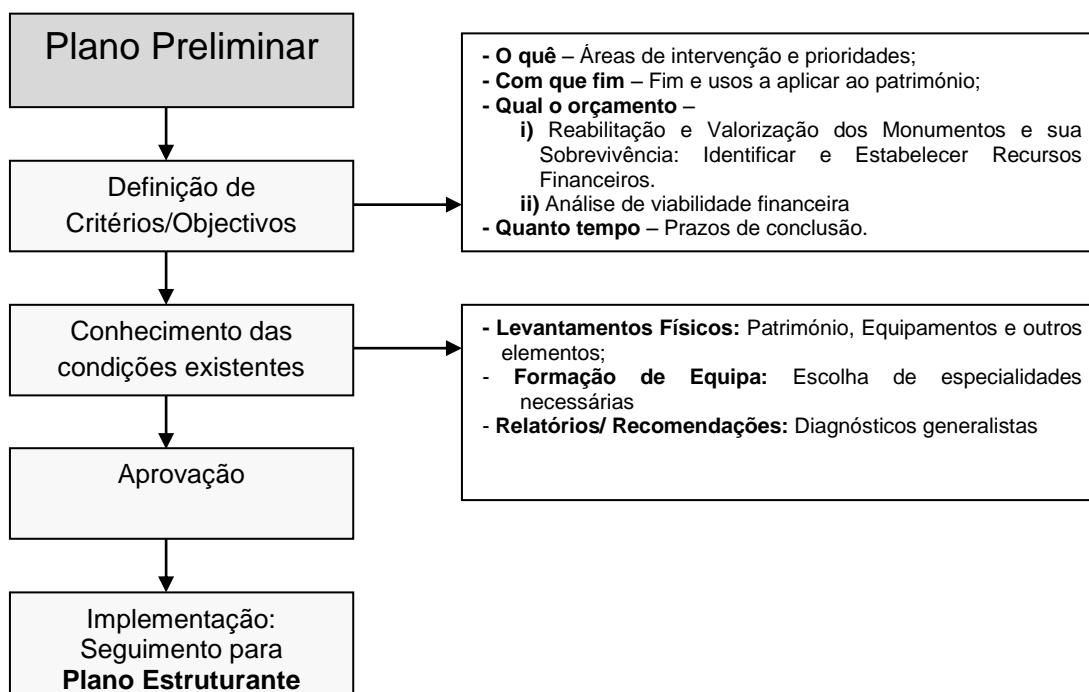 Plano Preliminar
- O quê – Áreas de intervenção e prioridades;
- Com que fim – Fim e usos a aplicar ao património;
- Qual o orçamento –
i) Reabilitação e Valorização dos Monumentos e sua
Sobrevivência: Identificar e Estabelecer Recursos
Financeiros.
ii) Análise de viabilidade financeira
- Quanto tempo – Prazos de conclusão.
Definição de
Critérios/Objectivos
Conhecimento das
condições existentes
- Levantamentos Físicos: Património, Equipamentos e outros
elementos;
- Formação de Equipa: Escolha de especialidades
necessárias
- Relatórios/ Recomendações: Diagnósticos generalistas
Aprovação
Implementação:
Seguimento para
Plano Estruturante